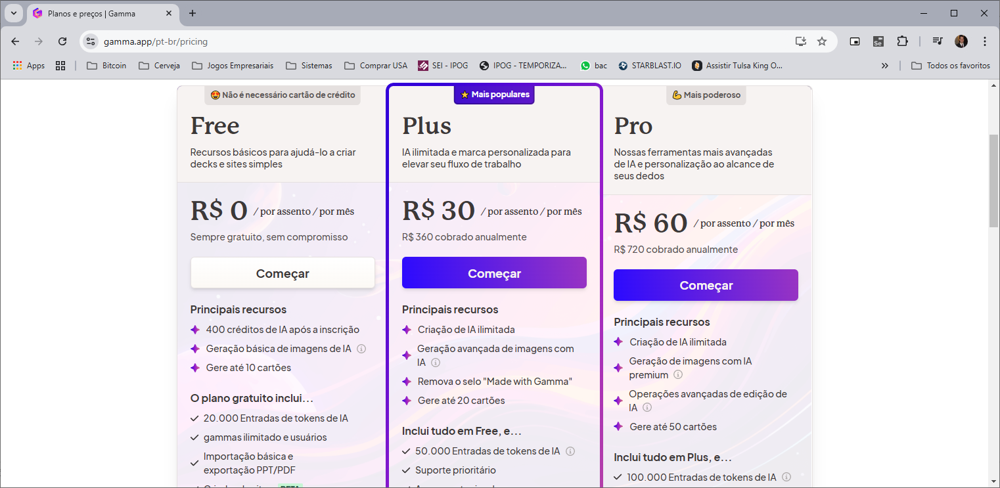 Planos e preços | Gamma
gamma.app/pt-br/pricing
Apps
Bitcoin
Cerveja
Jogos Empresariais
Sistemas
Comprar USA
SEI - IPOG
IPOG - TEMPORIZA...
bac
STARBLAST.IO
Assistir Tulsa King O...
»
Todos os favoritos
Não é necessário cartão de crédito
Free
Recursos básicos para ajudá-lo a criar
decks e sites simples
R$ 0 / por assento / por mês
Sempre gratuito, sem compromisso
Começar
Principais recursos
400 créditos de IA após a inscrição
Geração básica de imagens de IA
Gere até 10 cartões
O plano gratuito inclui...
20.000 Entradas de tokens de IA
gammas ilimitado e usuários
Importação básica e
exportação PPT/PDF
Mais populares
Plus
IA ilimitada e marca personalizada para
elevar seu fluxo de trabalho
R$ 30 / por assento / por mês
R$ 360 cobrado anualmente
Começar
Principais recursos
Criação de IA ilimitada
Geração avançada de imagens com
IA
Remova o selo "Made with Gamma"
Gere até 20 cartões
Inclui tudo em Free, e...
50.000 Entradas de tokens de IA
Suporte prioritário
Mais poderoso
Pro
Nossas ferramentas mais avançadas
de IA e personalização ao alcance de
seus dedos
R$ 60 / por assento / por mês
R$ 720 cobrado anualmente
Começar
Principais recursos
Criação de IA ilimitada
Geração de imagens com IA
premium
Operações avançadas de edição de
IA
Gere até 50 cartões
Inclui tudo em Plus, e...
100.000 Entradas de tokens de IA